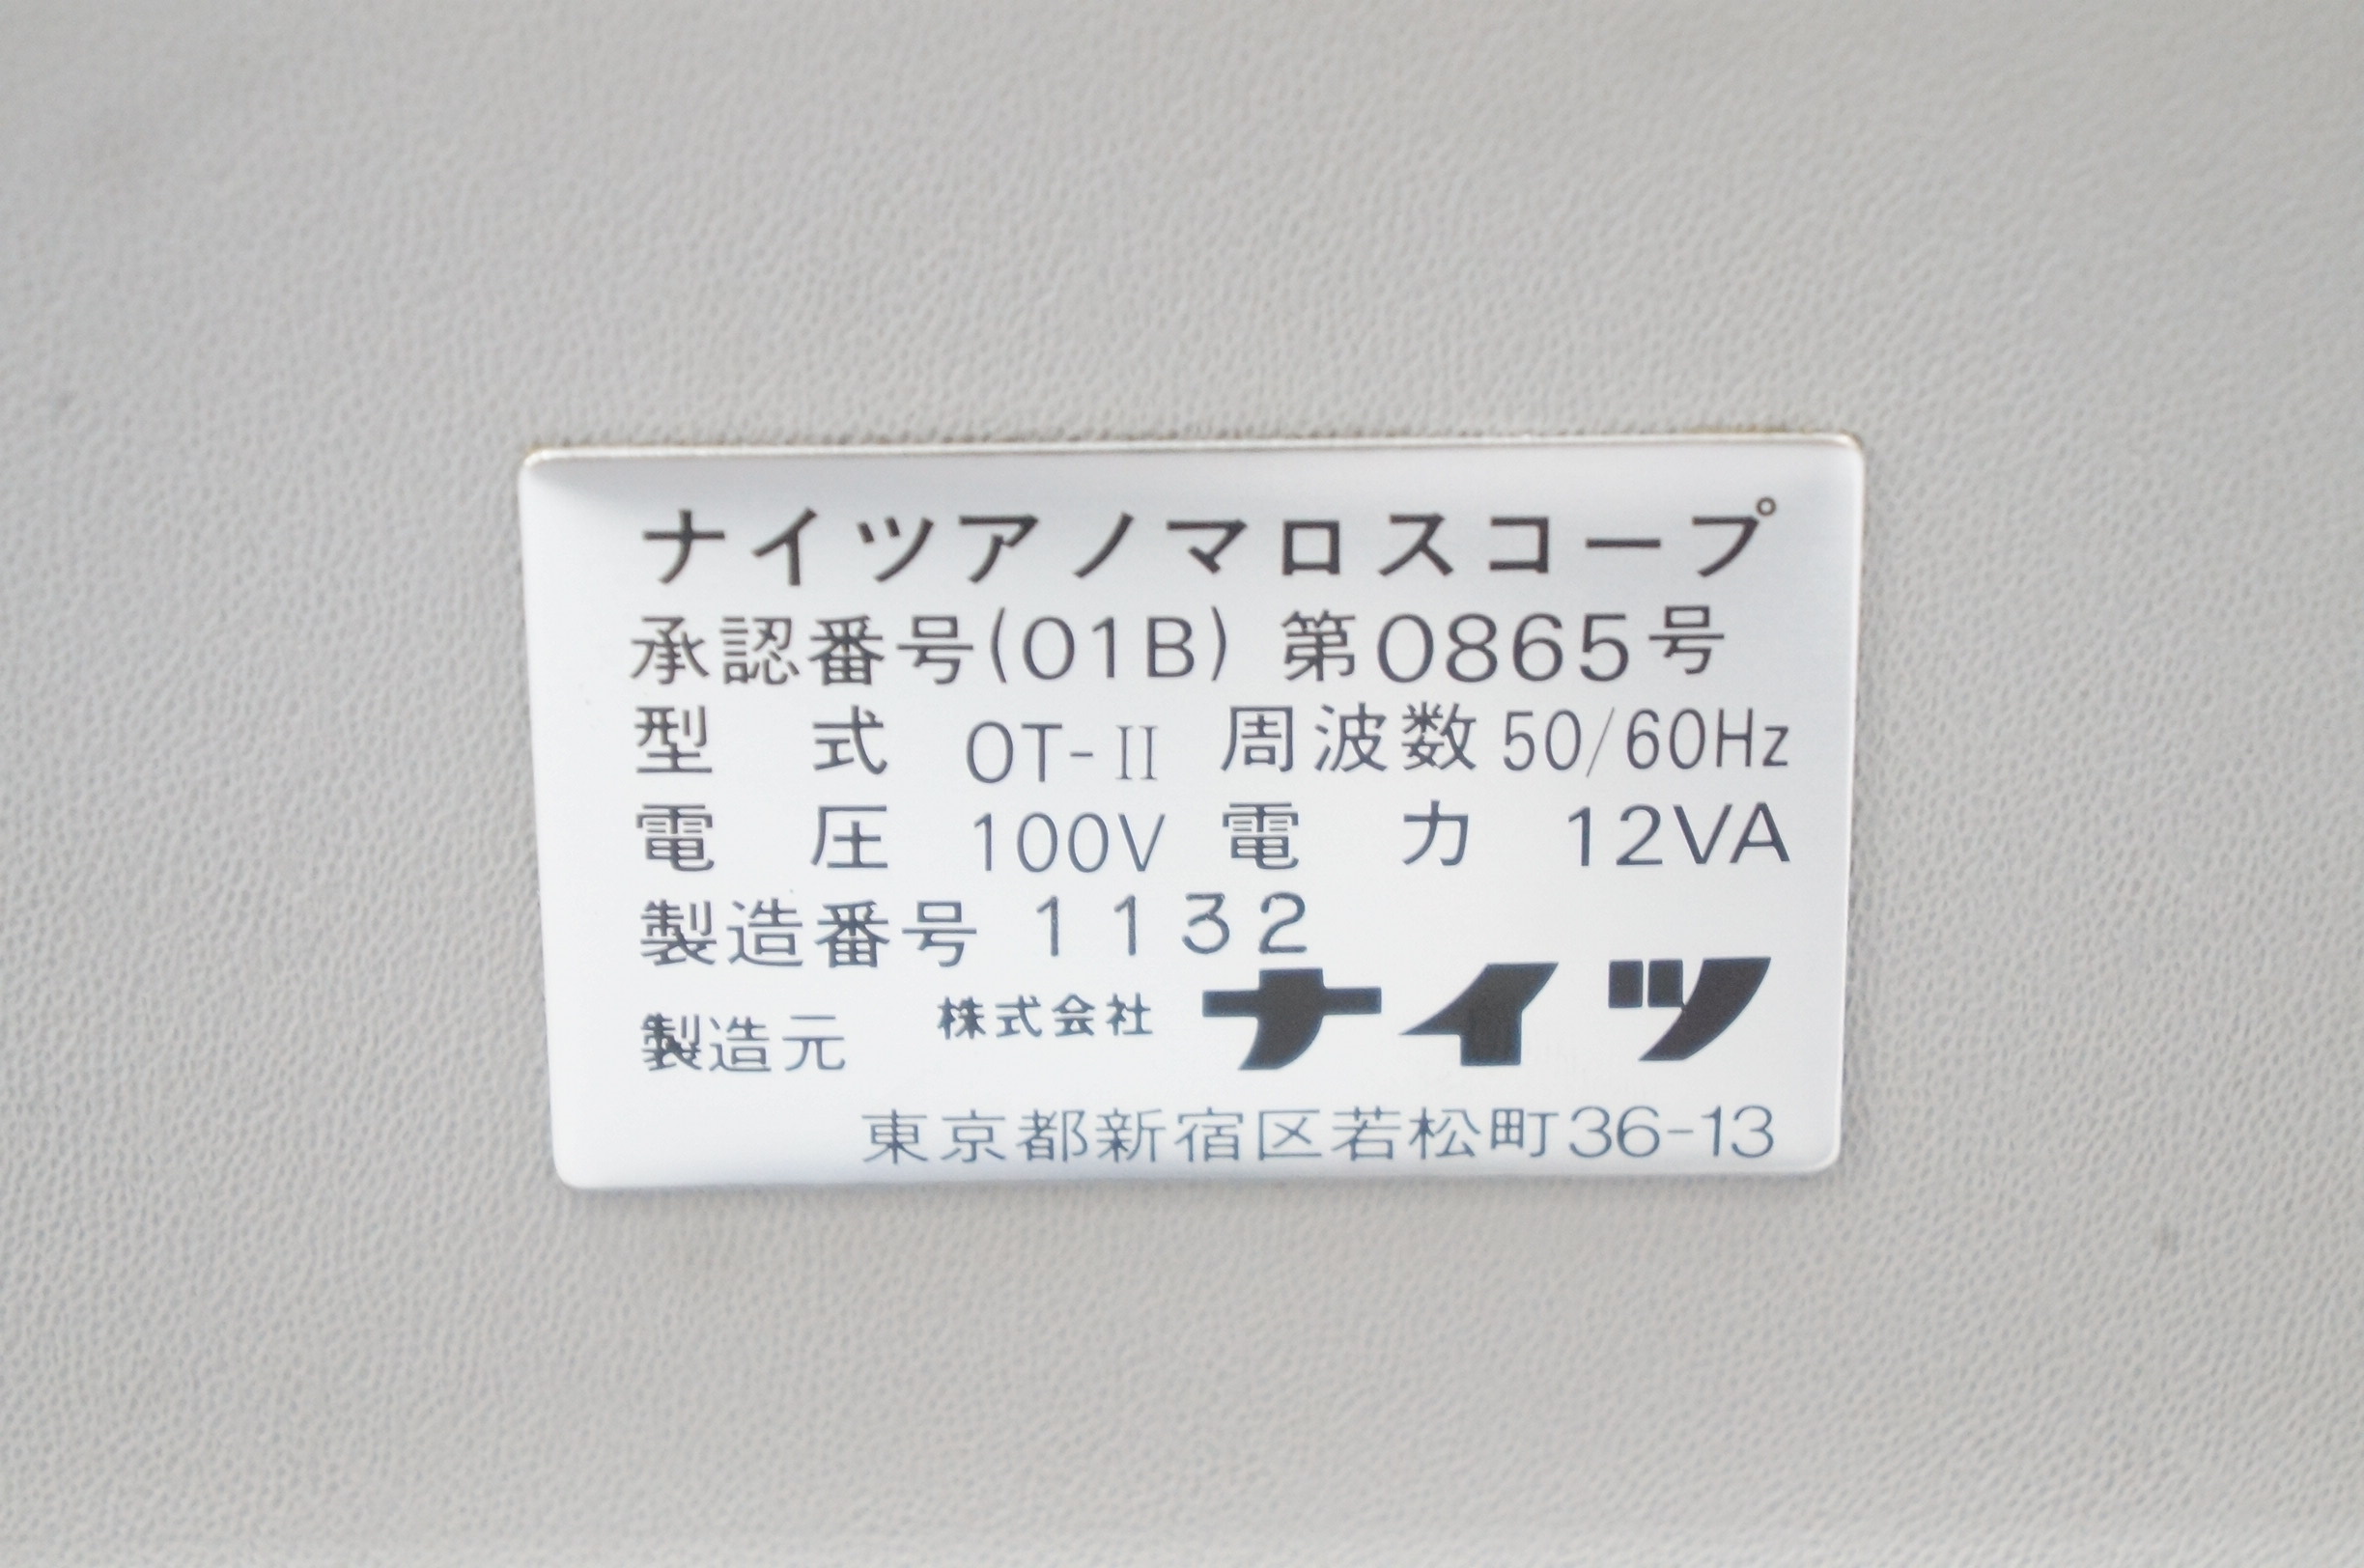 ナイツアノマロスコープ
承認番号(01B) 第0865号
型式 OT-II 周波数 50/60Hz
電圧 100V 電力 12VA
製造番号 1132
製造元 株式会社 ナイツ
東京都新宿区若松町36-13